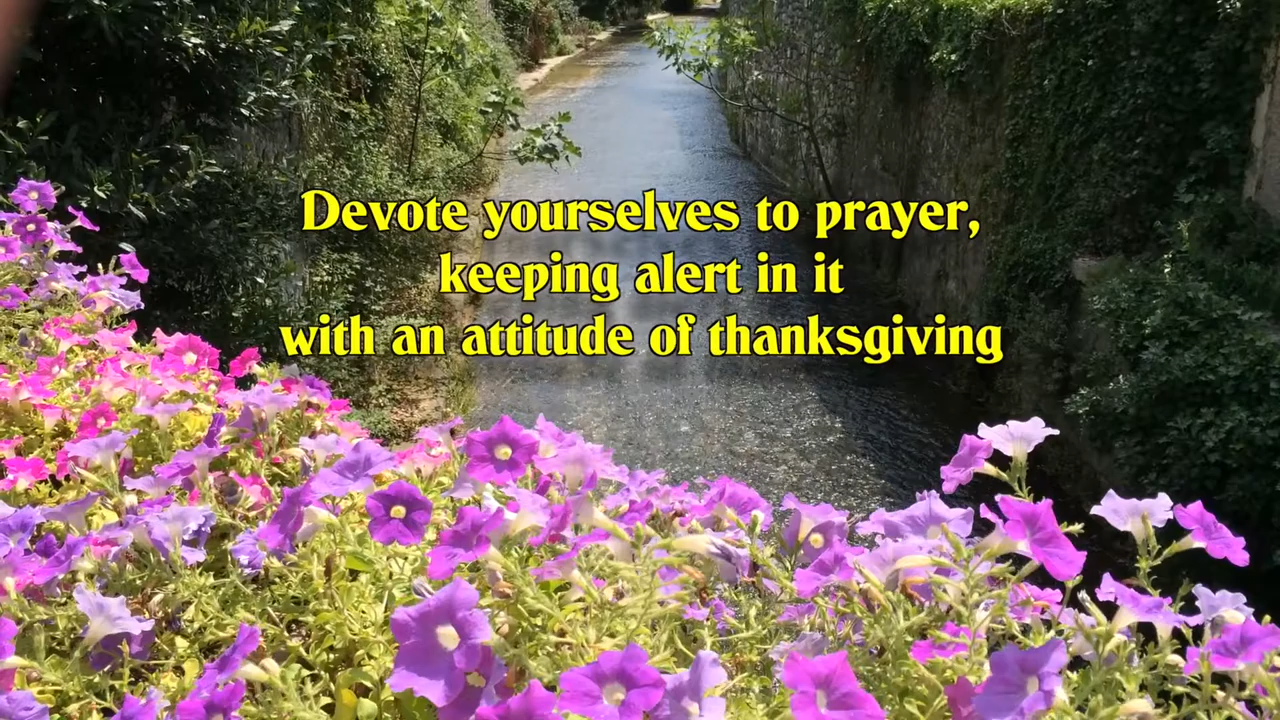 Devote yourselves to prayer,
keeping alert in it
with an attitude of thanksgiving